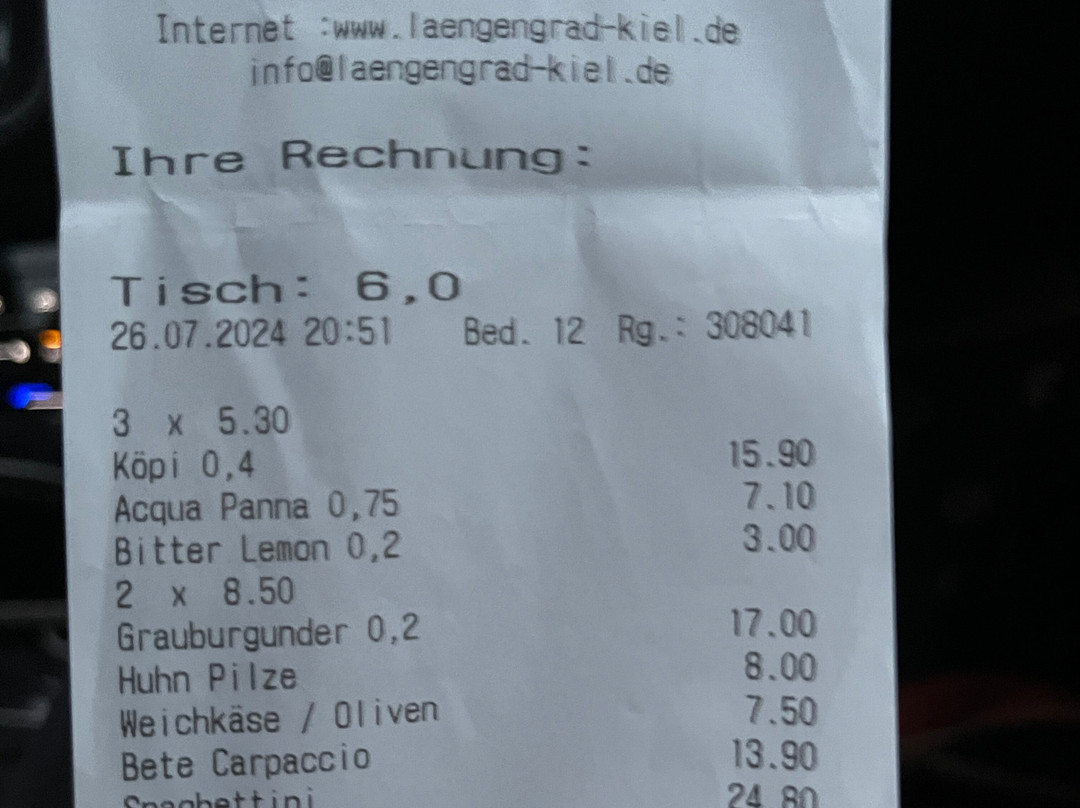 Internet :www.laengengrad-kiel.de
info@laengengrad-kiel.de
Ihre Rechnung:
Tisch: 6,0
26.07.2024 20:51 Bed. 12 Rg.: 308041
3 x 5.30
Köpi 0,4 15.90
Acqua Panna 0,75 7.10
Bitter Lemon 0,2 3.00
2 x 8.50
Grauburgunder 0,2 17.00
Huhn Pilze 8.00
Weichkäse / Oliven 7.50
Bete Carpaccio 13.90
Spaghettini 24.80